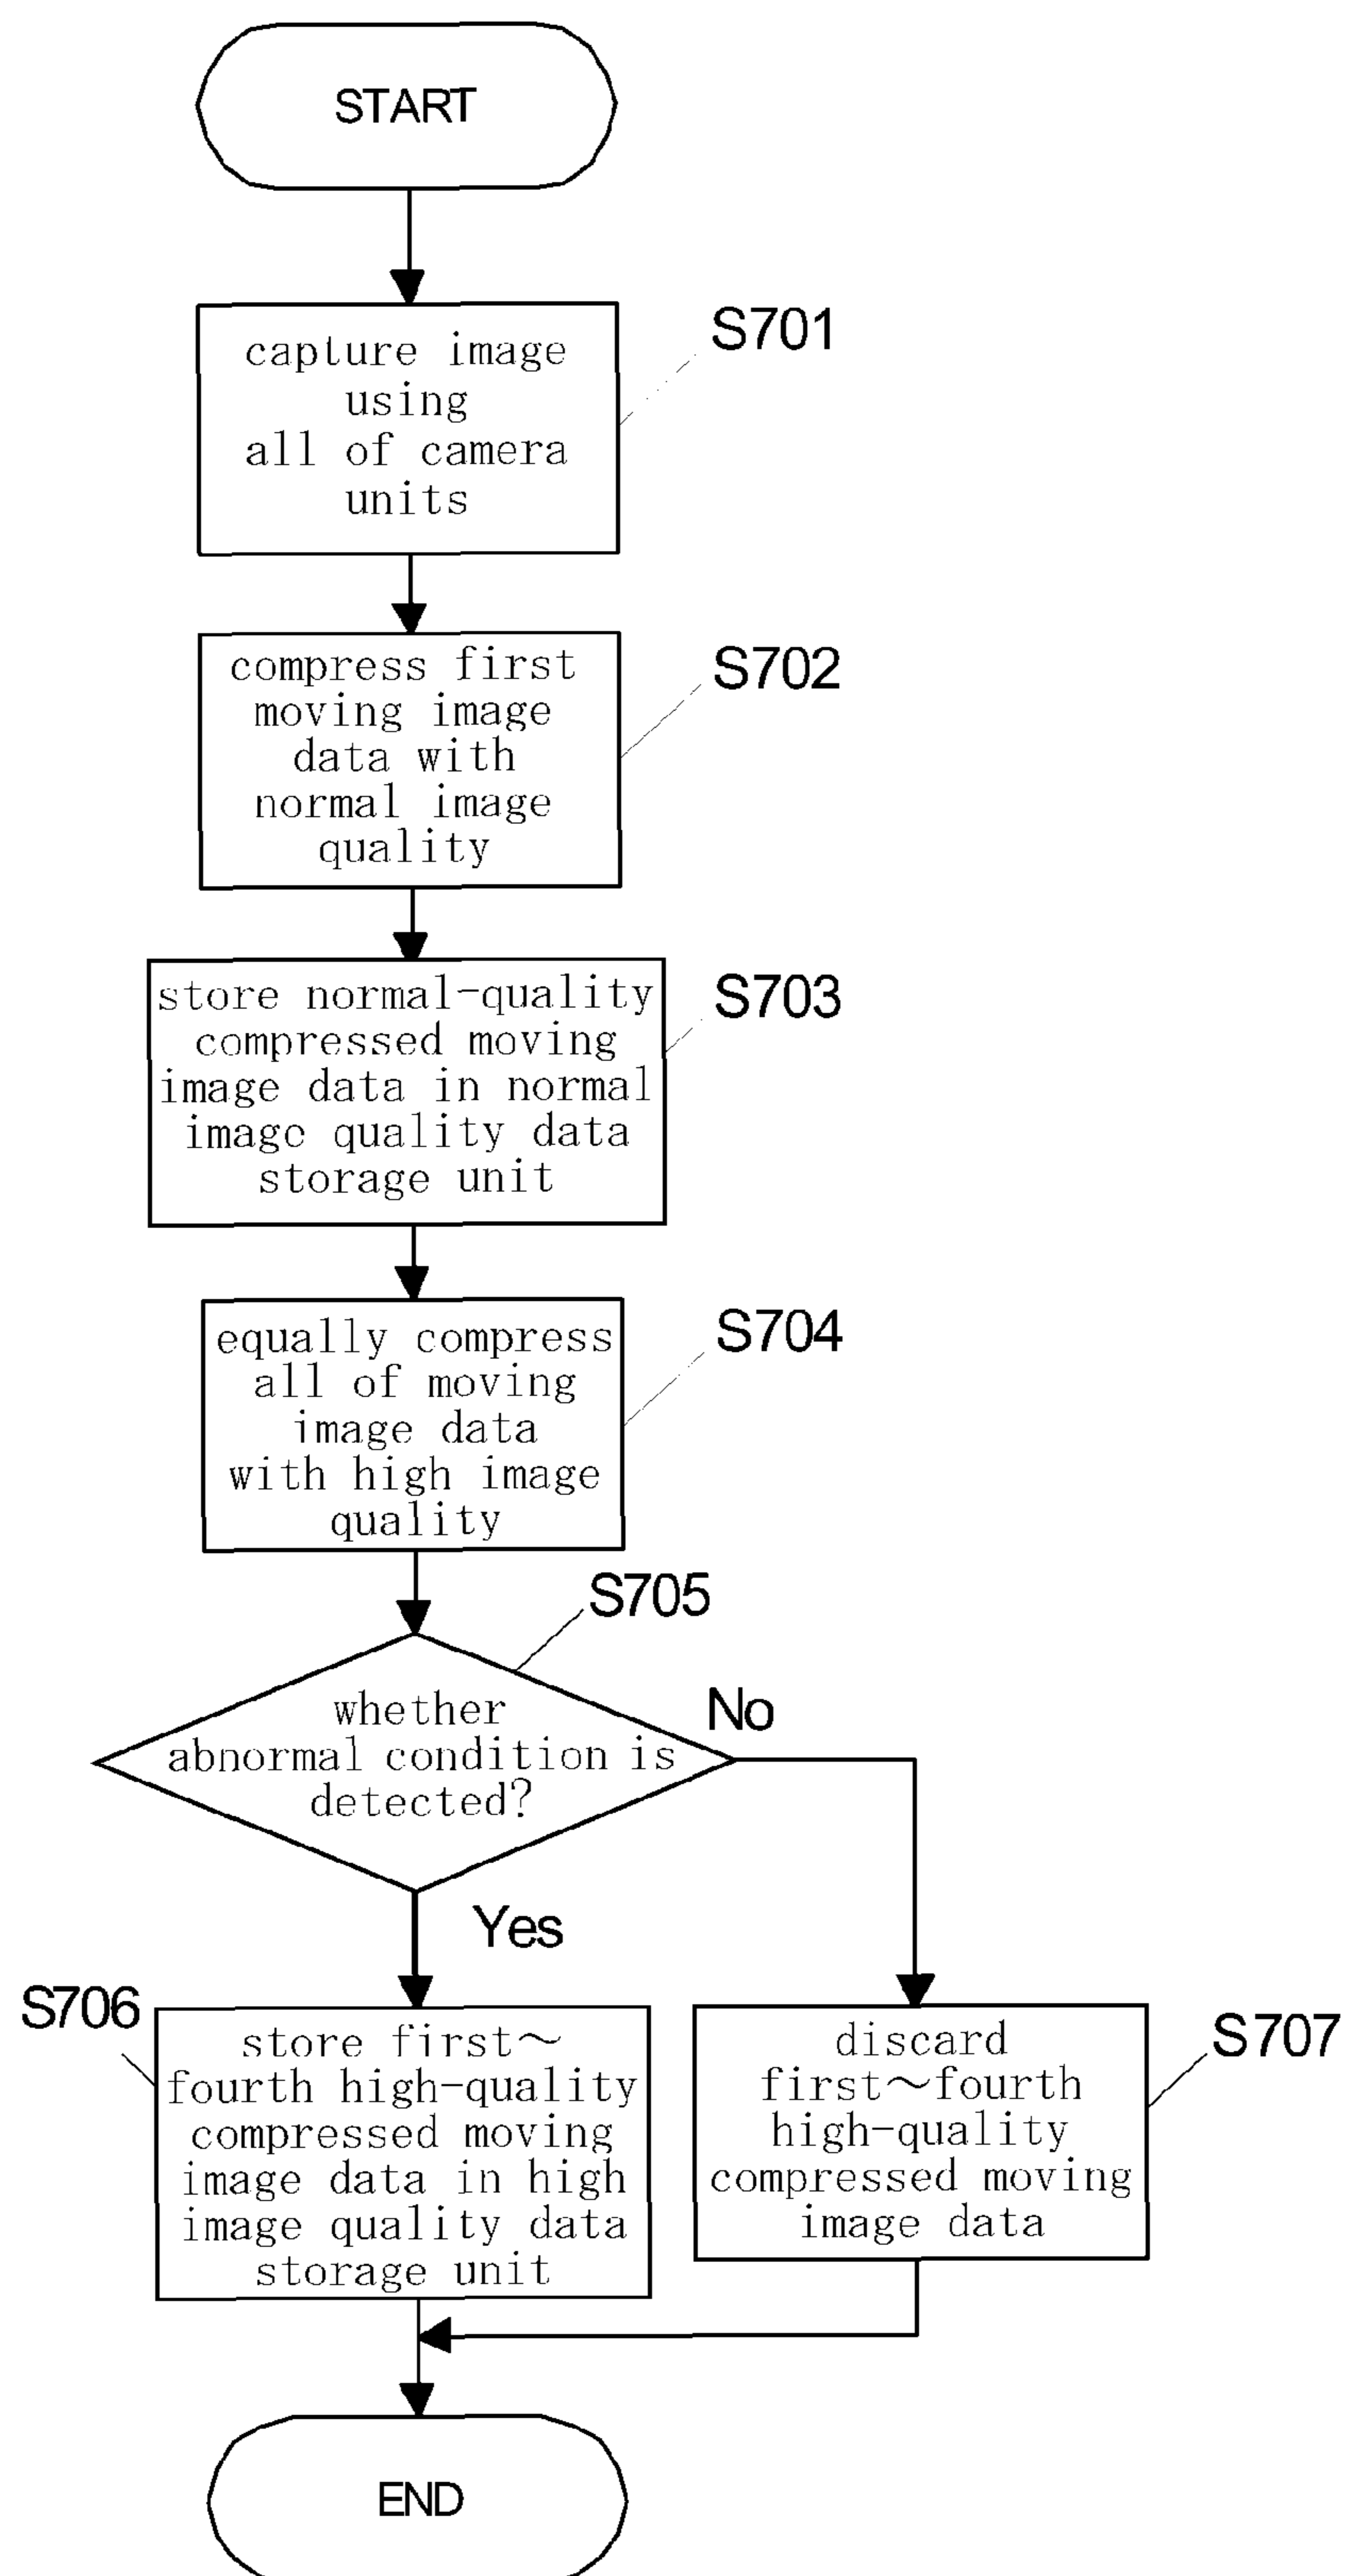 START
capture image
using
all of camera
units
S701
compress first
moving image
data with
normal image
quality
S702
store normal-quality
compressed moving
image data in normal
image quality data
storage unit
S703
equally compress
all of moving
image data
with high image
quality
S704
S705
whether
abnormal condition is
detected?
No
Yes
S706
store first～
fourth high-quality
compressed moving
image data in high
image quality data
storage unit
discard
first～fourth
high-quality
compressed moving
image data
S707
END